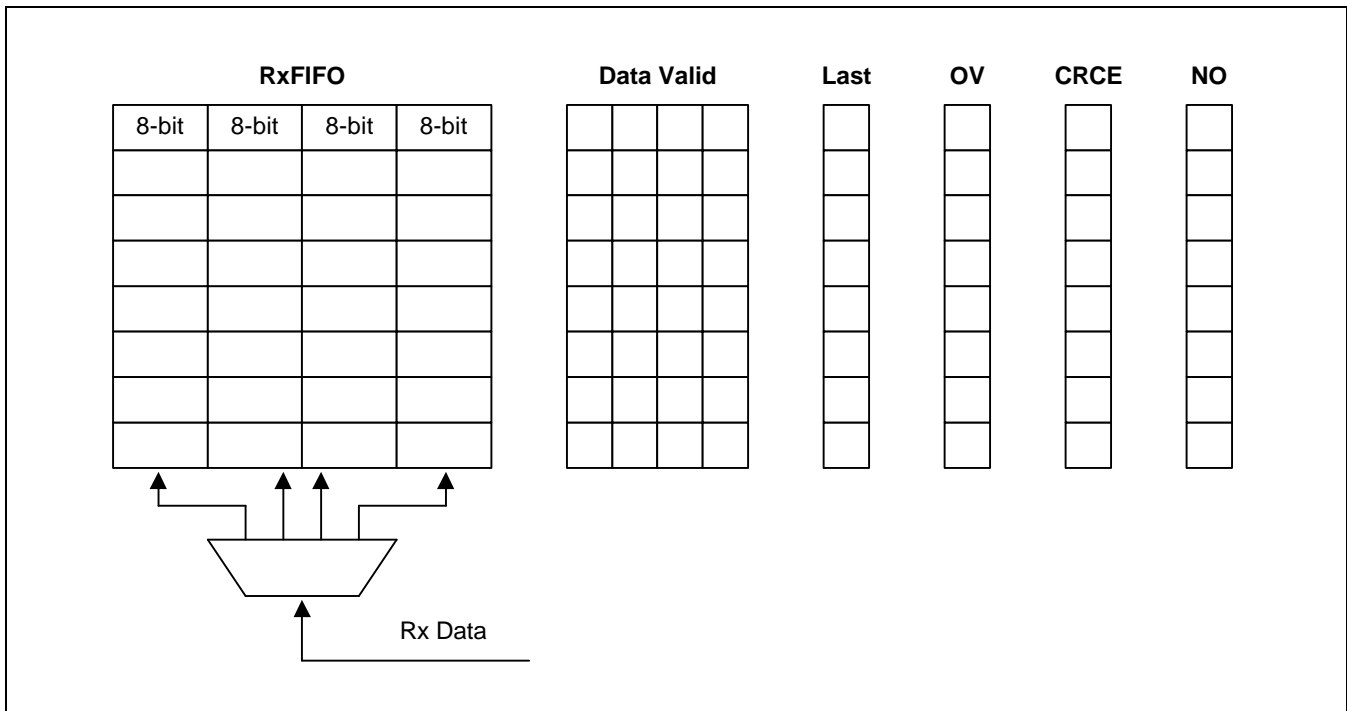 RxFIFO Data Valid Last OV CRCE NO
8-bit 8-bit 8-bit 8-bit
Rx Data